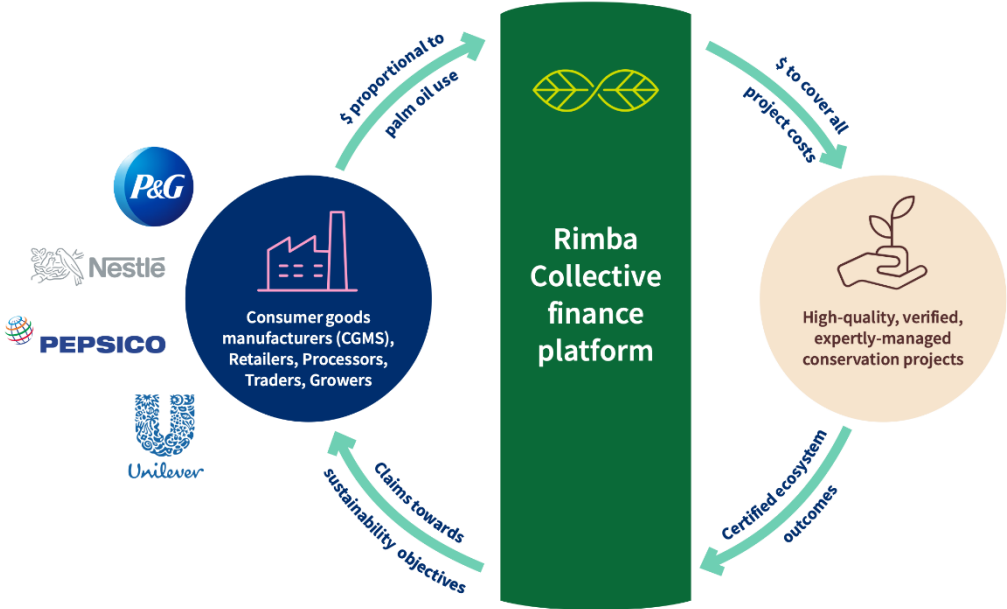 $ proportional to
palm oil use
$ to cover all
project costs
P&G
Nestlé
PEPSICO
Unilever
Consumer goods
manufacturers (CGMS),
Retailers, Processors,
Traders, Growers
Rimba
Collective
finance
platform
High-quality, verified,
expertly-managed
conservation projects
Claims towards
sustainability objectives
Certified ecosystem
outcomes